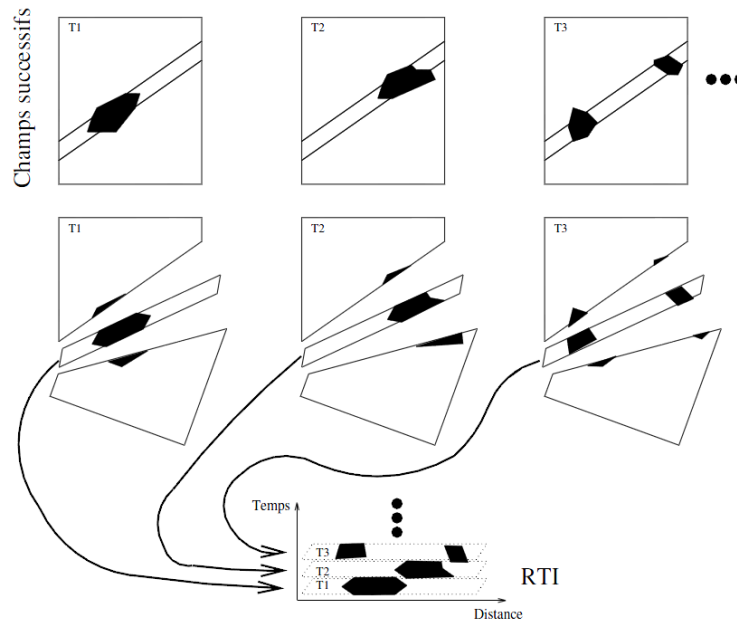 Champs successifs
T1
T2
T3
T1
T2
T3
Temps
T3
T2
T1
RTI
Distance